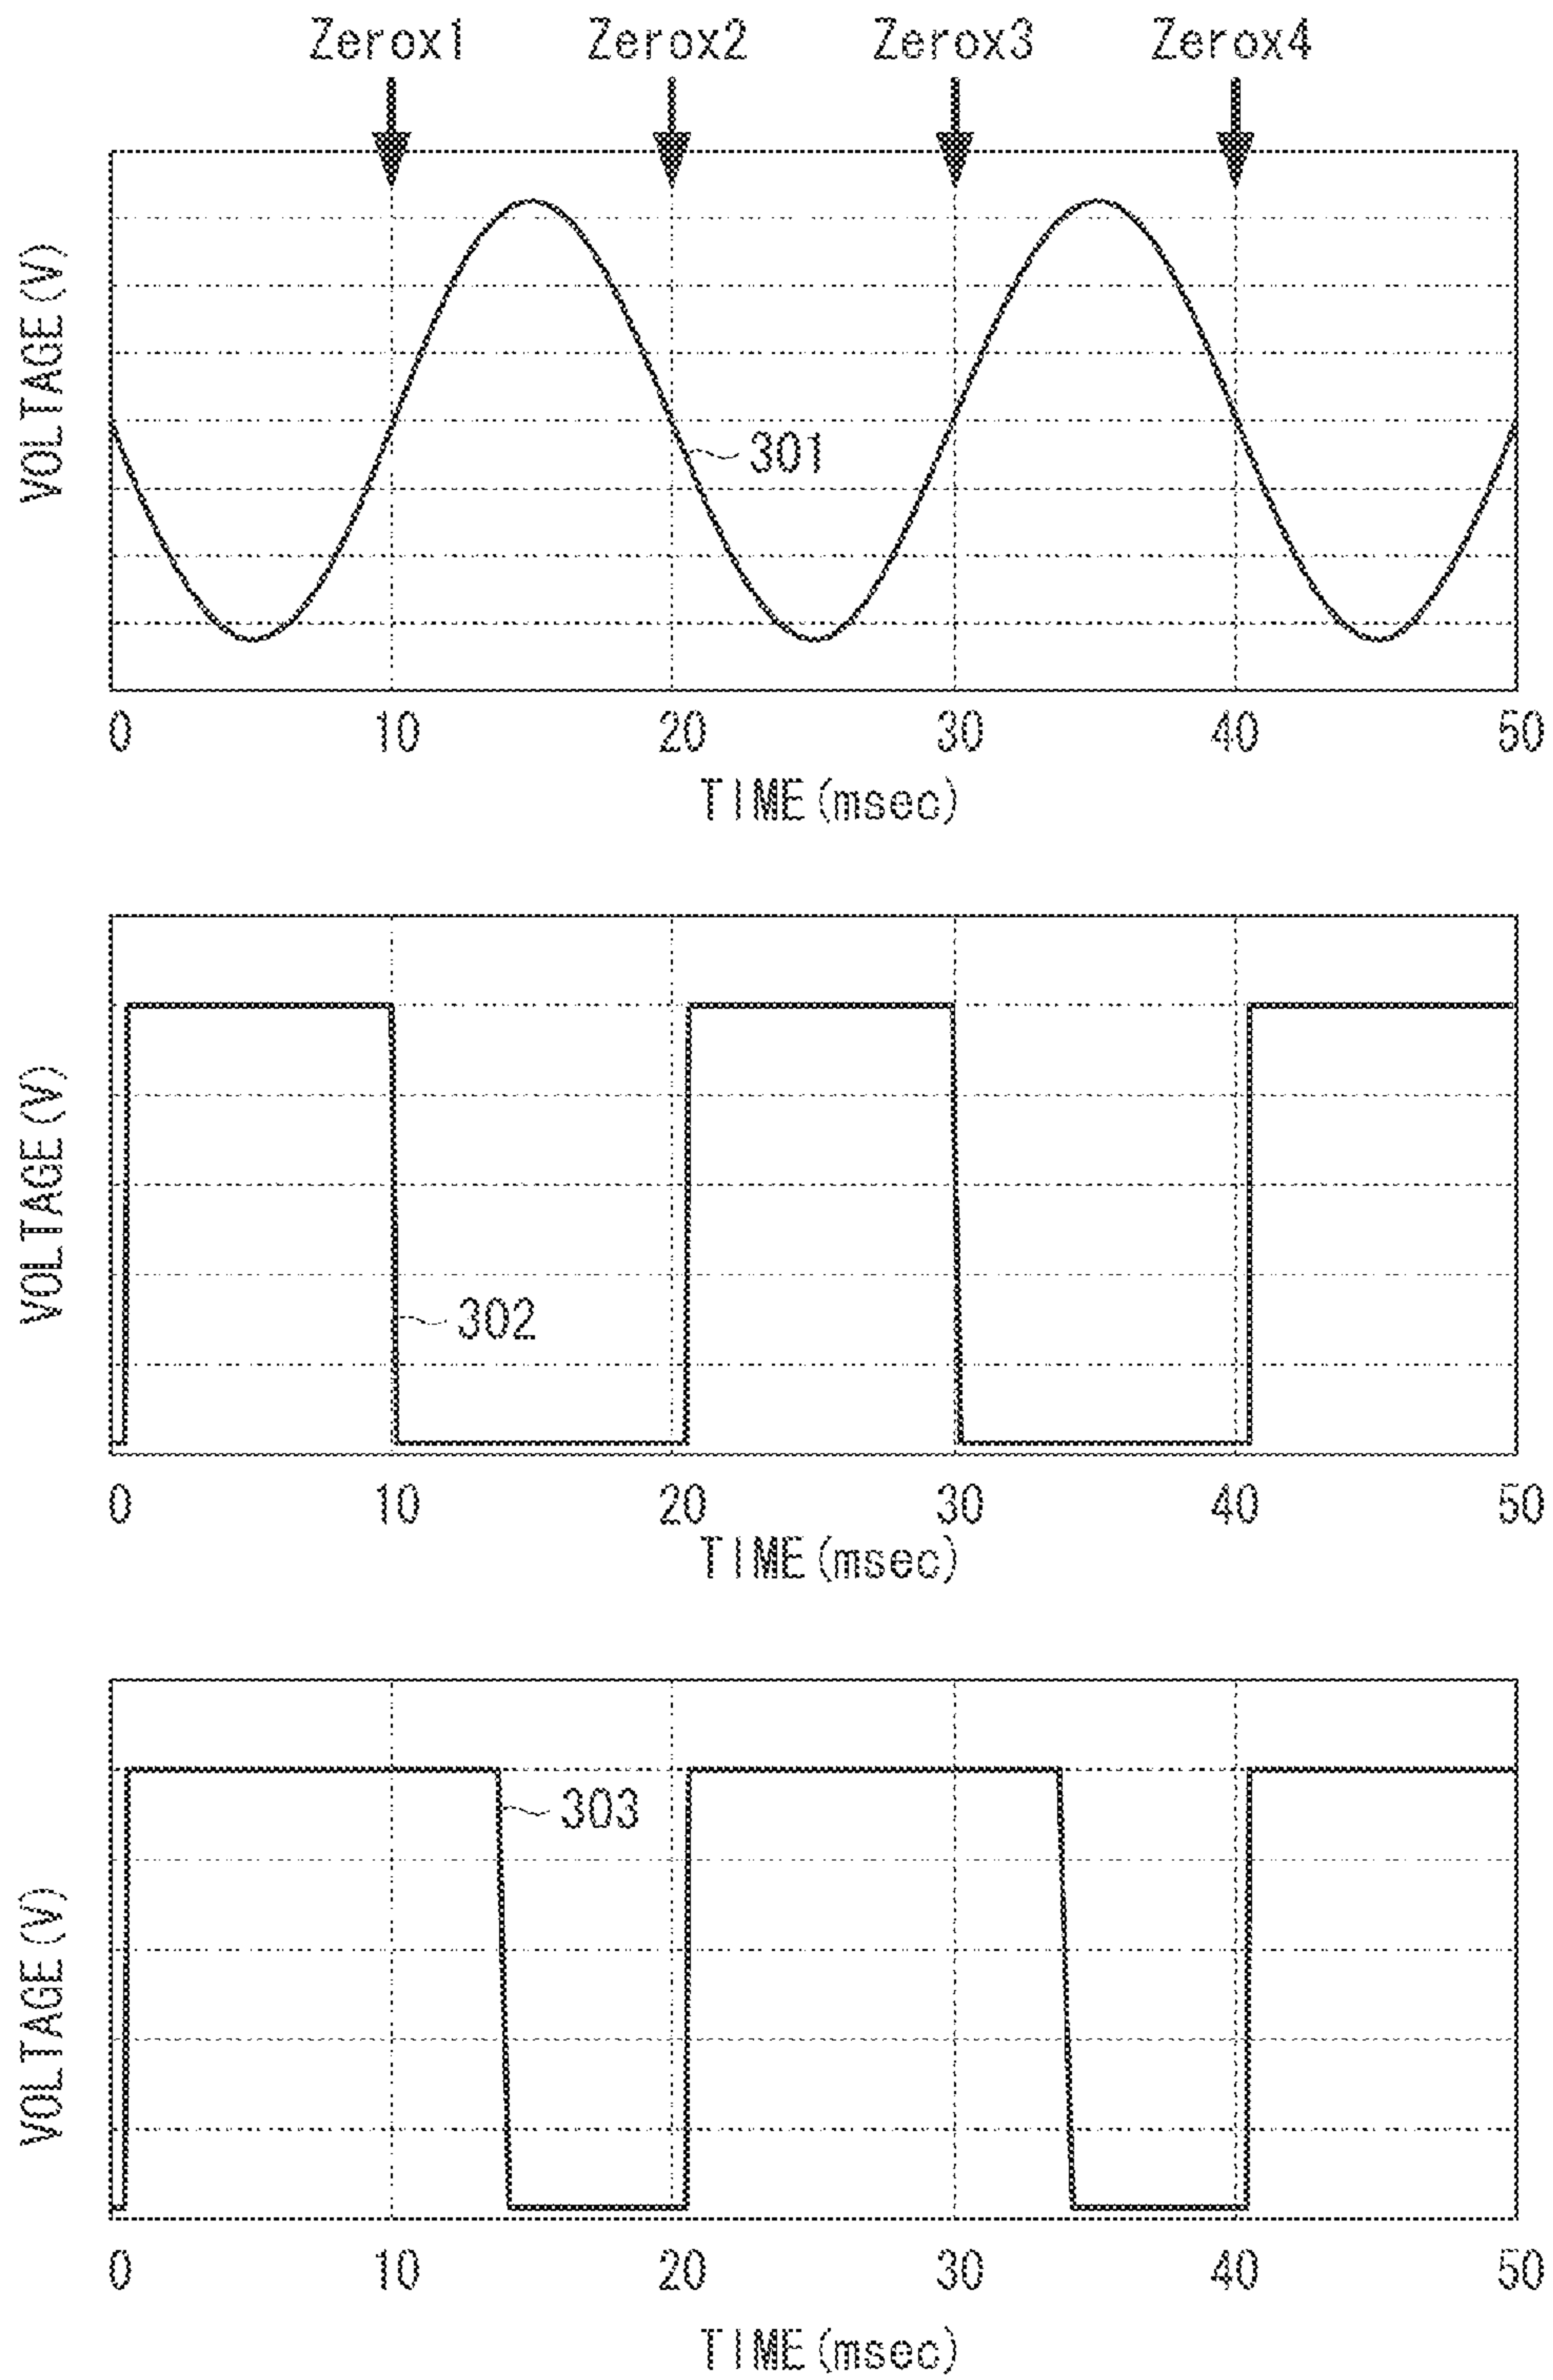 Zerox1 Zerox2 Zerox3 Zerox4
VOLTAGE(V)
301
0 10 20 30 40 50
TIME(msec)
VOLTAGE(V)
302
0 10 20 30 40 50
TIME(msec)
VOLTAGE(V)
303
0 10 20 30 40 50
TIME(msec)